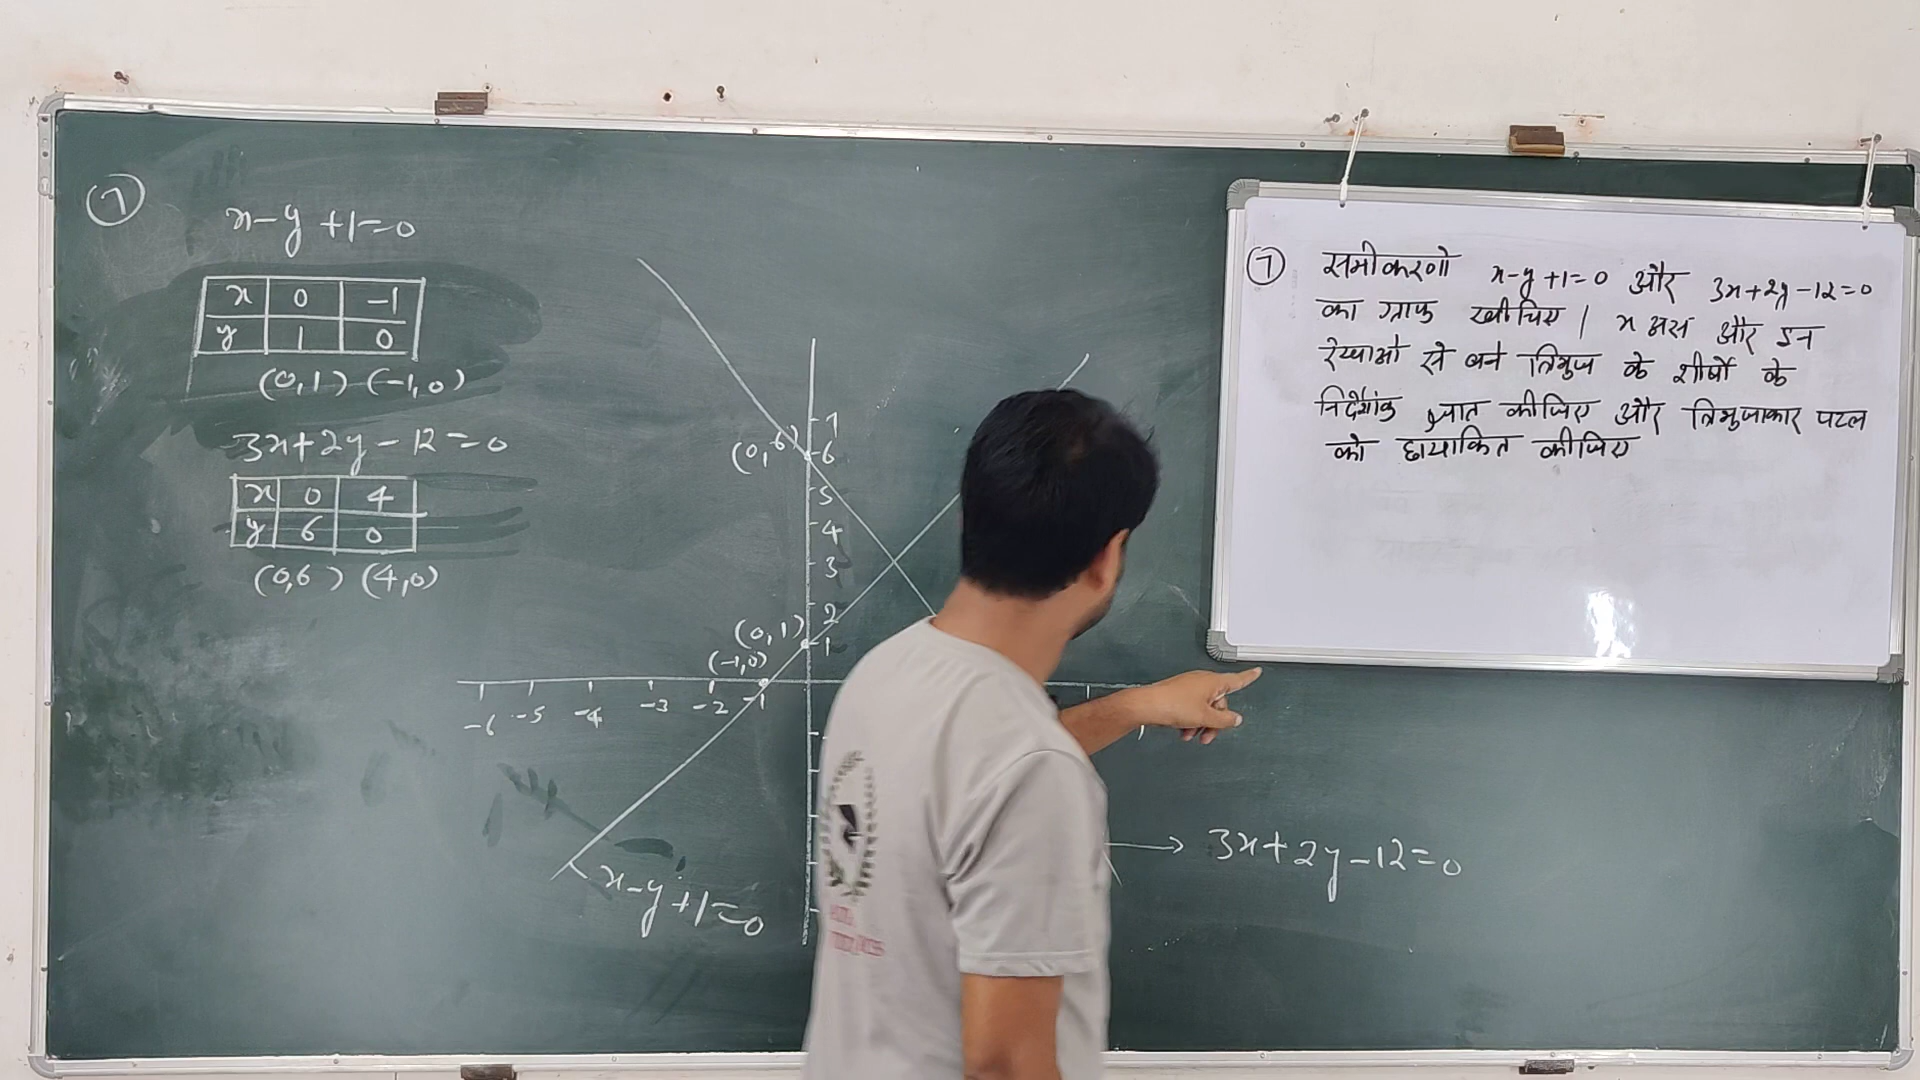 7
x-y+1=0
x 0 -1
y 1 0
(0,1) (-1,0)
3x+2y-12=0
x 0 4
y 6 0
(0,6) (4,0)
7
(0,6) 6
5
4
3
2
(0,1) 1
(-1,0)
-6 -5 -4 -3 -2 -1
x-y+1=0
3x+2y-12=0
7 समीकरणो x-y+1=0 और 3x+2y-12=0
का ग्राफ खीचिए | x अक्ष और इन
रेखाओ से बने त्रिभुज के शीर्षो के
निर्देशांक ज्ञात कीजिए और त्रिभुजाकार पटल
को छायाकित कीजिए